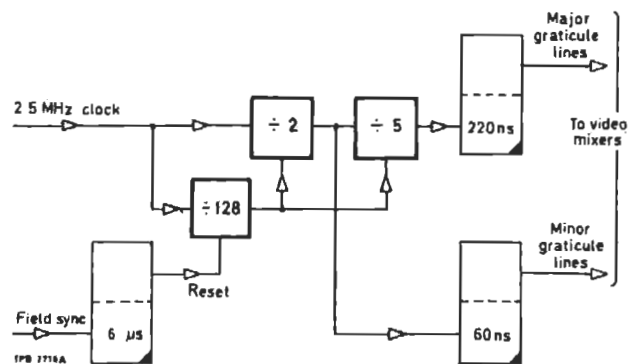 Major
graticule
lines
2 5 MHz clock
÷ 2
÷ 5
220ns
To video
mixers
÷128
Minor
graticule
lines
Reset
Field sync
6 µs
60ns